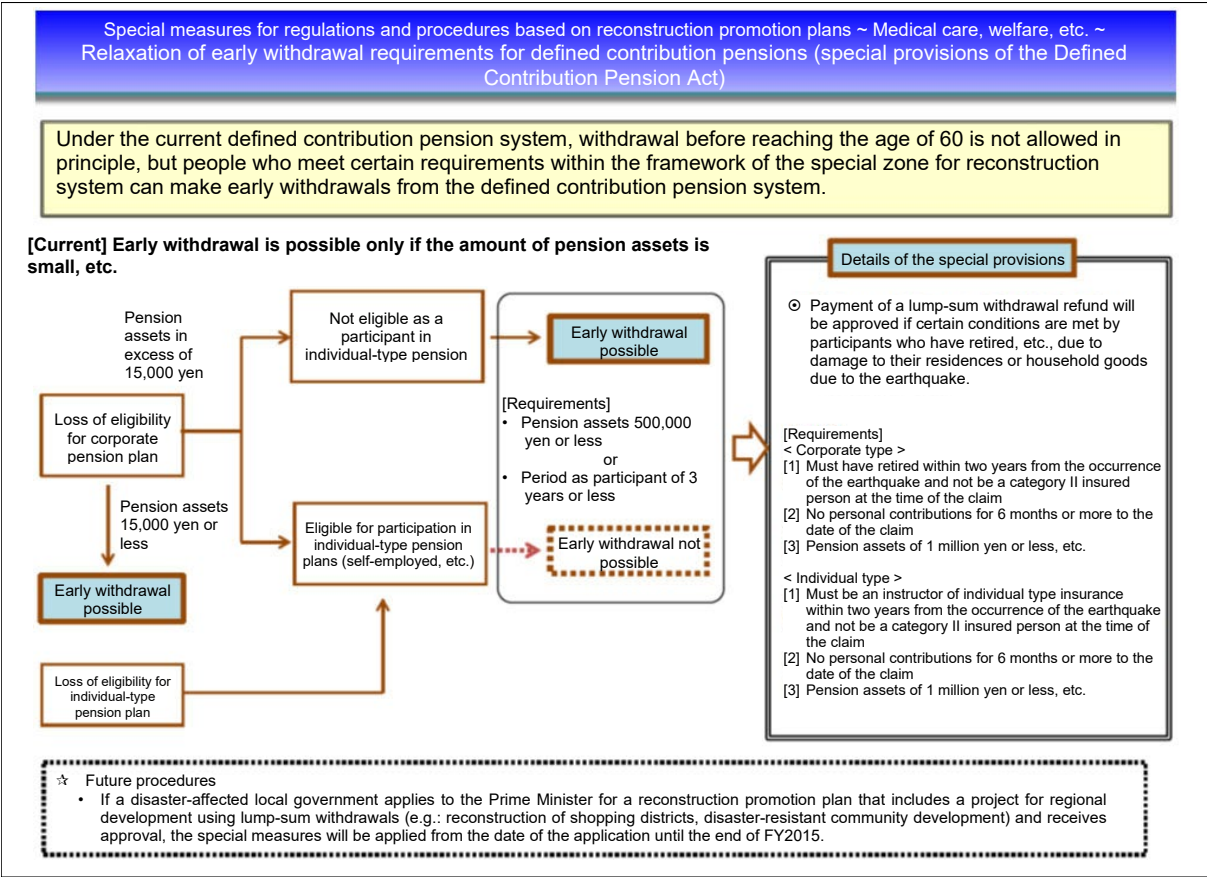 Special measures for regulations and procedures based on reconstruction promotion plans ~ Medical care, welfare, etc. ~
Relaxation of early withdrawal requirements for defined contribution pensions (special provisions of the Defined
Contribution Pension Act)
Under the current defined contribution pension system, withdrawal before reaching the age of 60 is not allowed in
principle, but people who meet certain requirements within the framework of the special zone for reconstruction
system can make early withdrawals from the defined contribution pension system.
[Current] Early withdrawal is possible only if the amount of pension assets is
small, etc.
Pension
assets in
excess of
15,000 yen
Not eligible as a
participant in
individual-type pension
Early withdrawal
possible
Loss of eligibility
for corporate
pension plan
[Requirements]
• Pension assets 500,000
yen or less
or
• Period as participant of 3
years or less
Pension assets
15,000 yen or
less
Eligible for participation in
individual-type pension
plans (self-employed, etc.)
Early withdrawal not
possible
Early withdrawal
possible
Loss of eligibility for
individual-type
pension plan
Details of the special provisions
⦿ Payment of a lump-sum withdrawal refund will
be approved if certain conditions are met by
participants who have retired, etc., due to
damage to their residences or household goods
due to the earthquake.
[Requirements]
< Corporate type >
[1] Must have retired within two years from the occurrence
of the earthquake and not be a category II insured
person at the time of the claim
[2] No personal contributions for 6 months or more to the
date of the claim
[3] Pension assets of 1 million yen or less, etc.
< Individual type >
[1] Must be an instructor of individual type insurance
within two years from the occurrence of the earthquake
and not be a category II insured person at the time of
the claim
[2] No personal contributions for 6 months or more to the
date of the claim
[3] Pension assets of 1 million yen or less, etc.
☆ Future procedures
• If a disaster-affected local government applies to the Prime Minister for a reconstruction promotion plan that includes a project for regional
development using lump-sum withdrawals (e.g.: reconstruction of shopping districts, disaster-resistant community development) and receives
approval, the special measures will be applied from the date of the application until the end of FY2015.